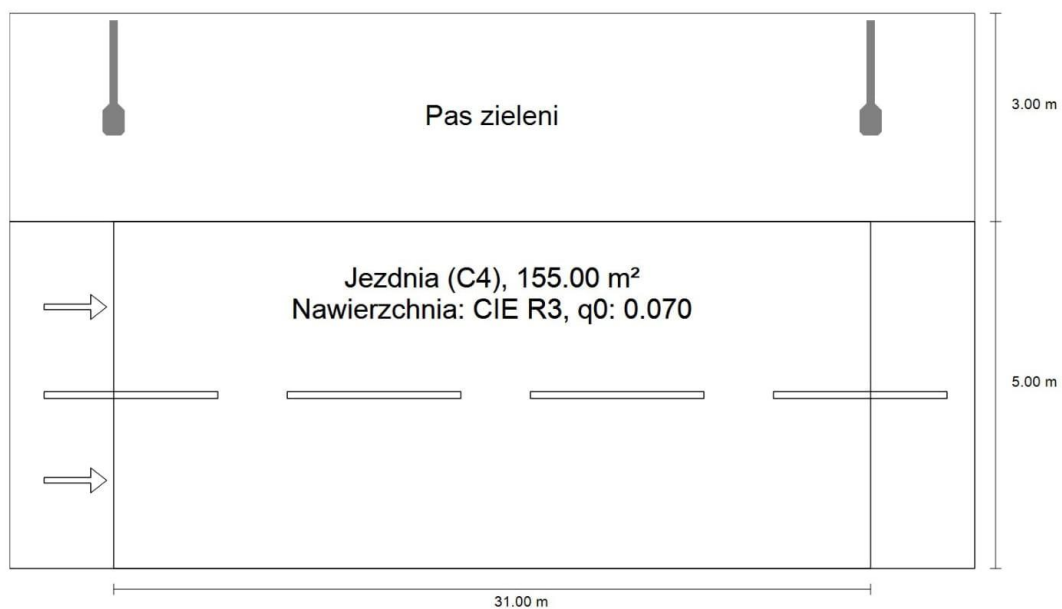 Pas zieleni
3.00 m
Jezdnia (C4), 155.00 m²
Nawierzchnia: CIE R3, q0: 0.070
5.00 m
31.00 m